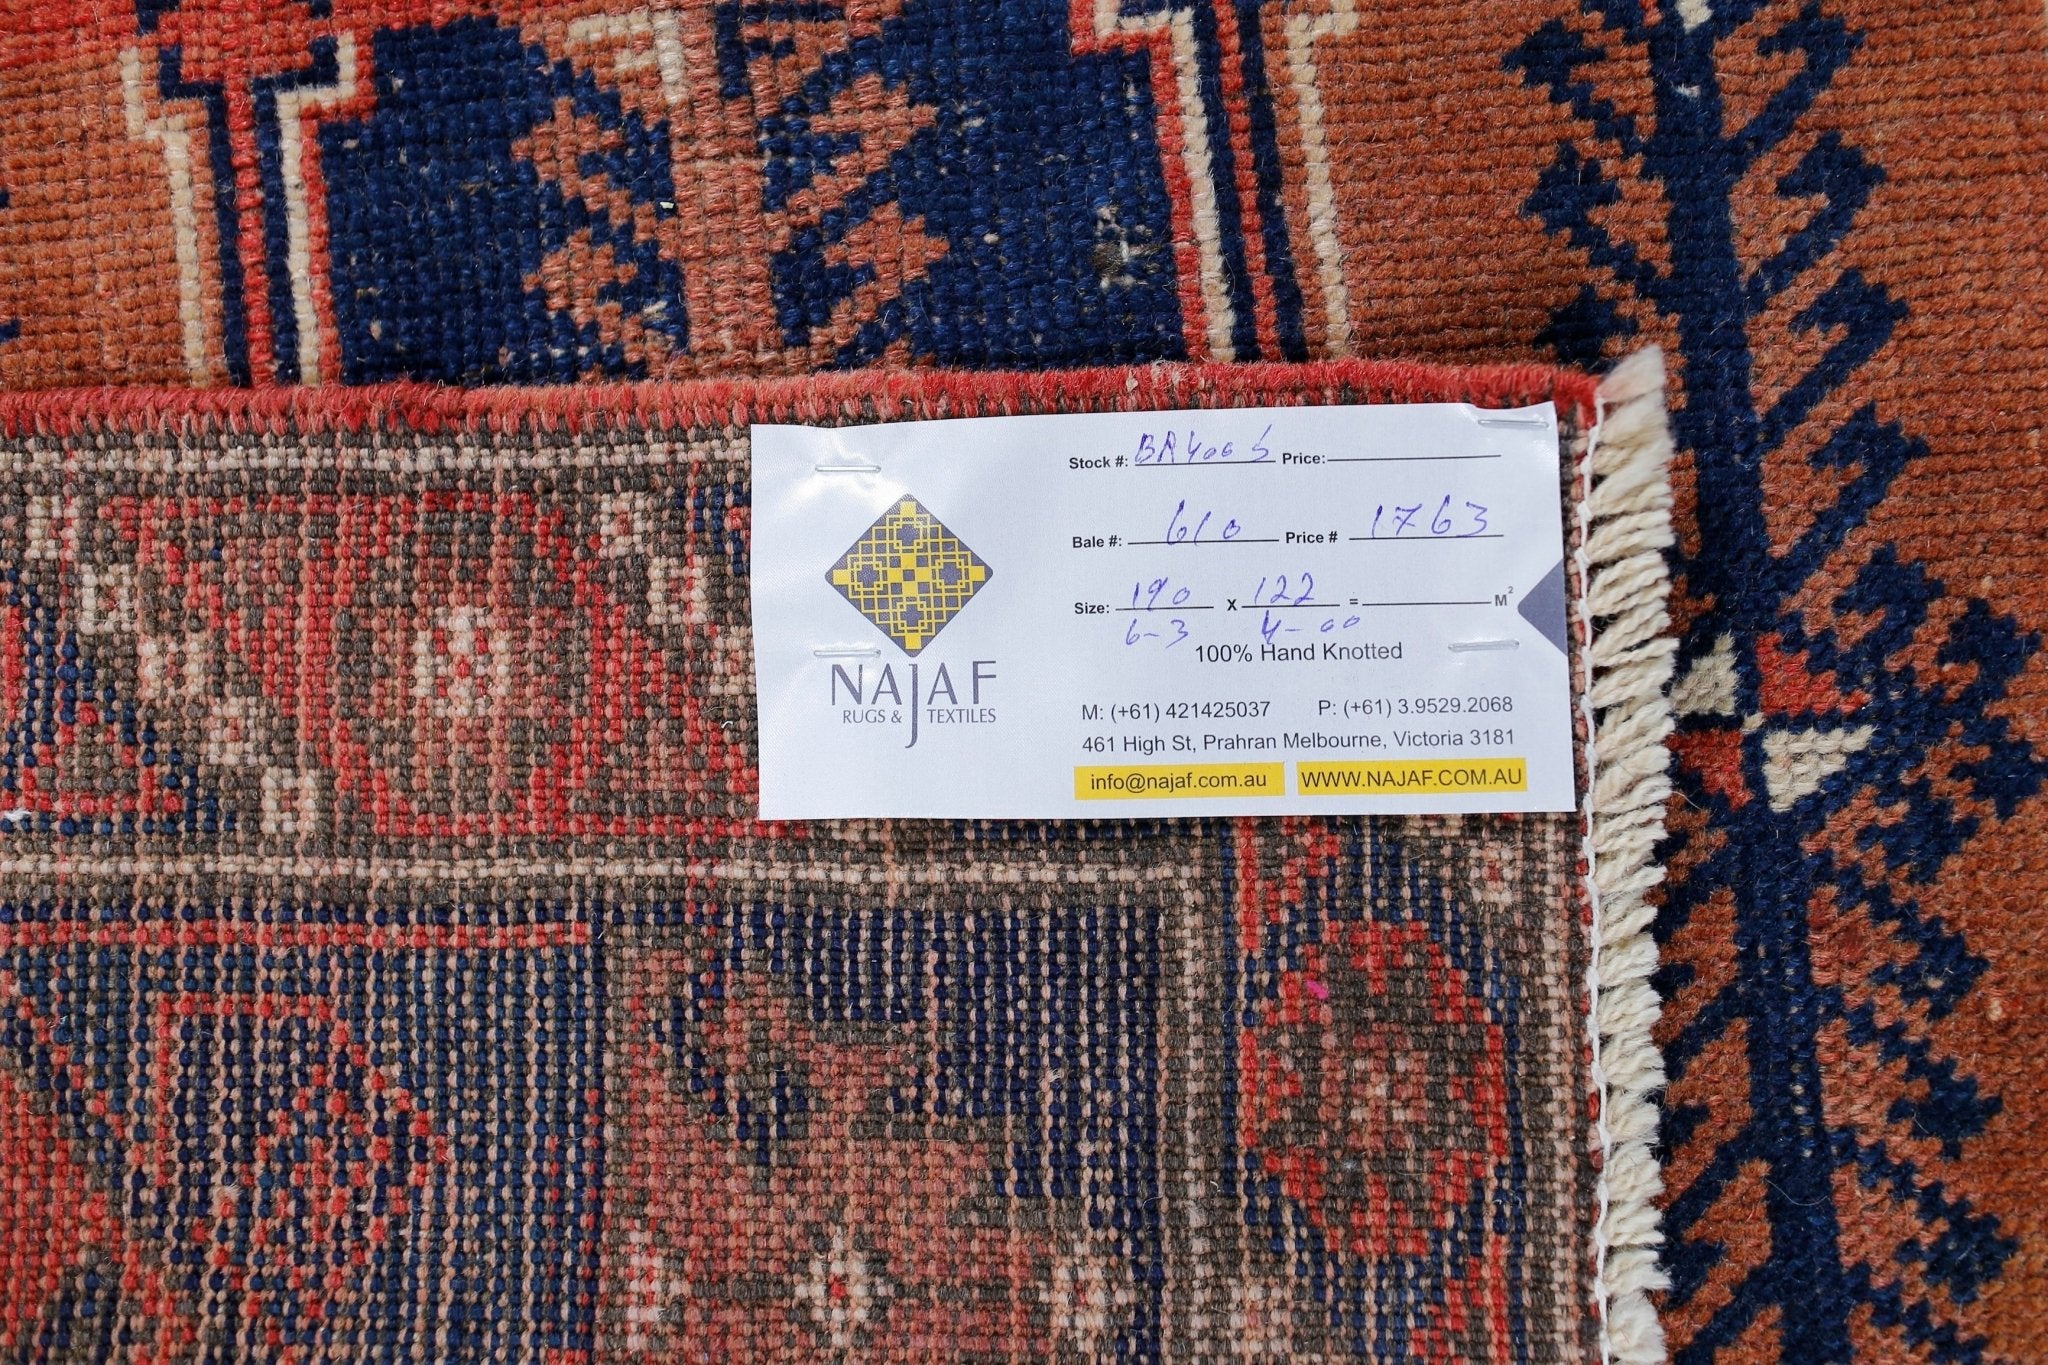 NAJAF
RUGS & TEXTILES
Stock #: BA400S Price:
Bale #: 610 Price # 1763
Size: 190 X 122 = M²
6-3 4-00
100% Hand Knotted
M: (+61) 421425037 P: (+61) 3.9529.2068
461 High St, Prahran Melbourne, Victoria 3181
info@najaf.com.au WWW.NAJAF.COM.AU